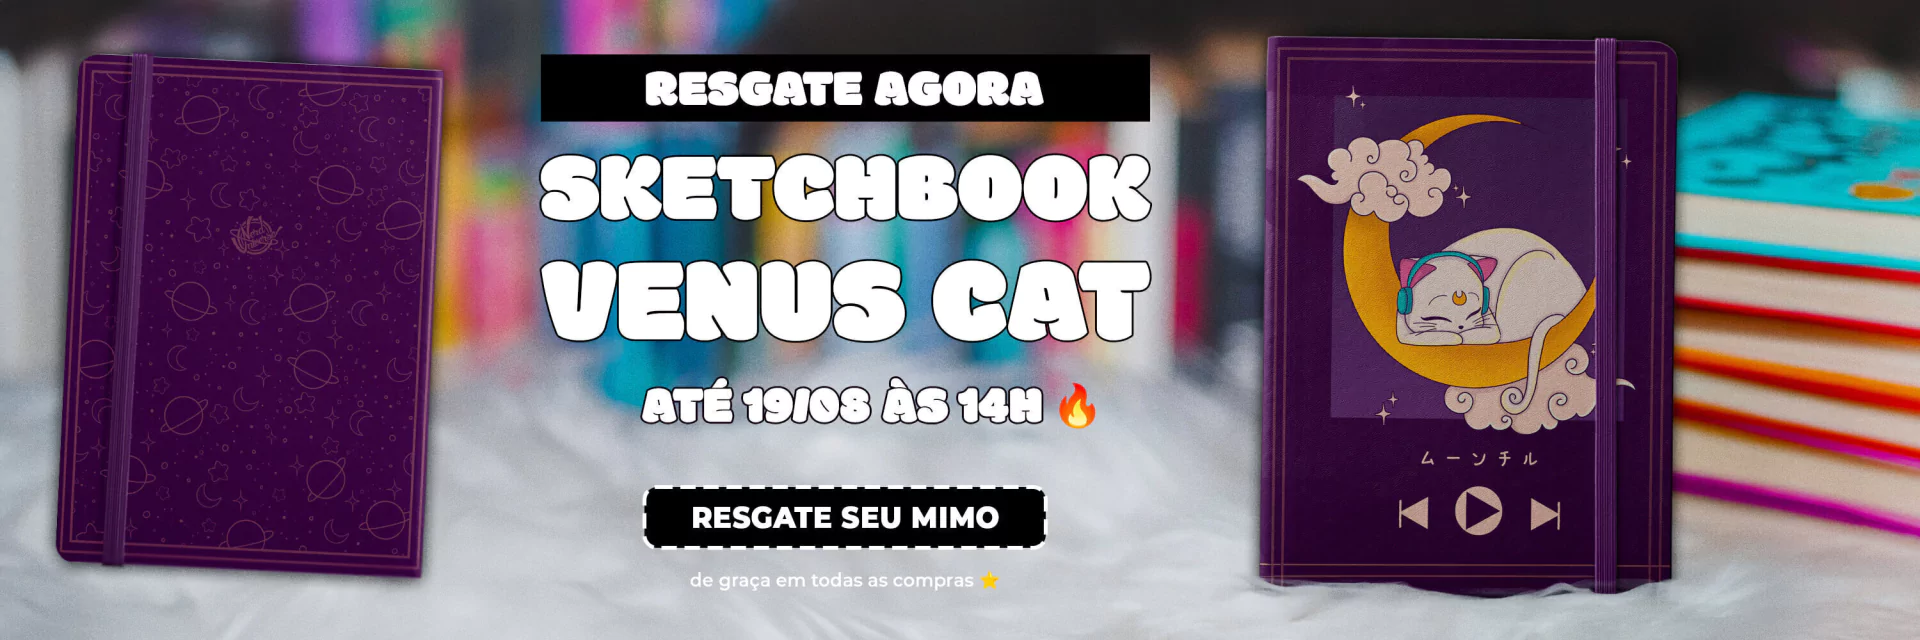 RESGATE AGORA
SKETCHBOOK
VENUS CAT
ATÉ 19/08 ÀS 14H 🔥
RESGATE SEU MIMO
de graça em todas as compras ⭐
ムーンチル